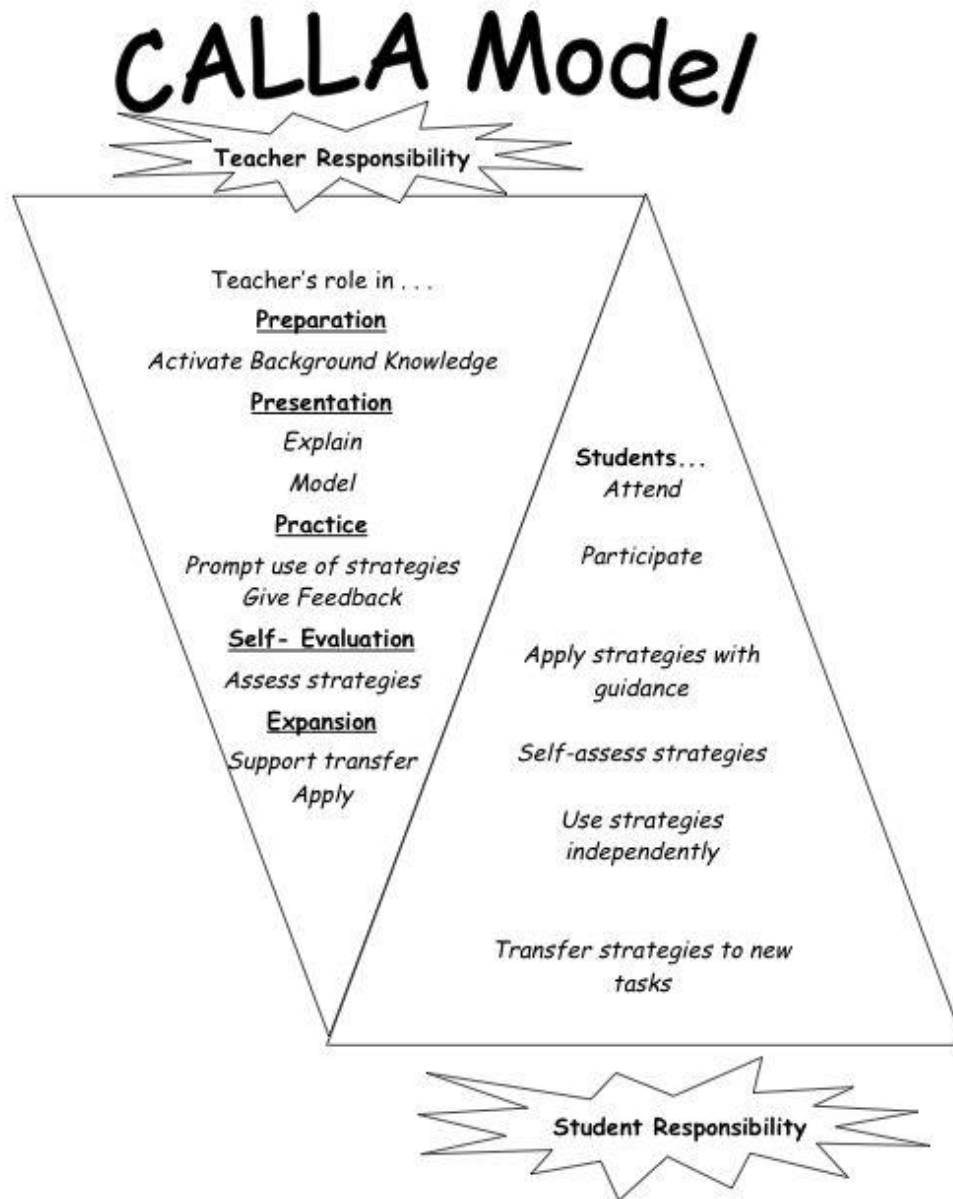 CALLA Model
Teacher Responsibility
Teacher's role in . . .
Preparation
Activate Background Knowledge
Presentation
Explain
Model
Practice
Prompt use of strategies
Give Feedback
Self- Evaluation
Assess strategies
Expansion
Support transfer
Apply
Students...
Attend
Participate
Apply strategies with
guidance
Self-assess strategies
Use strategies
independently
Transfer strategies to new
tasks
Student Responsibility